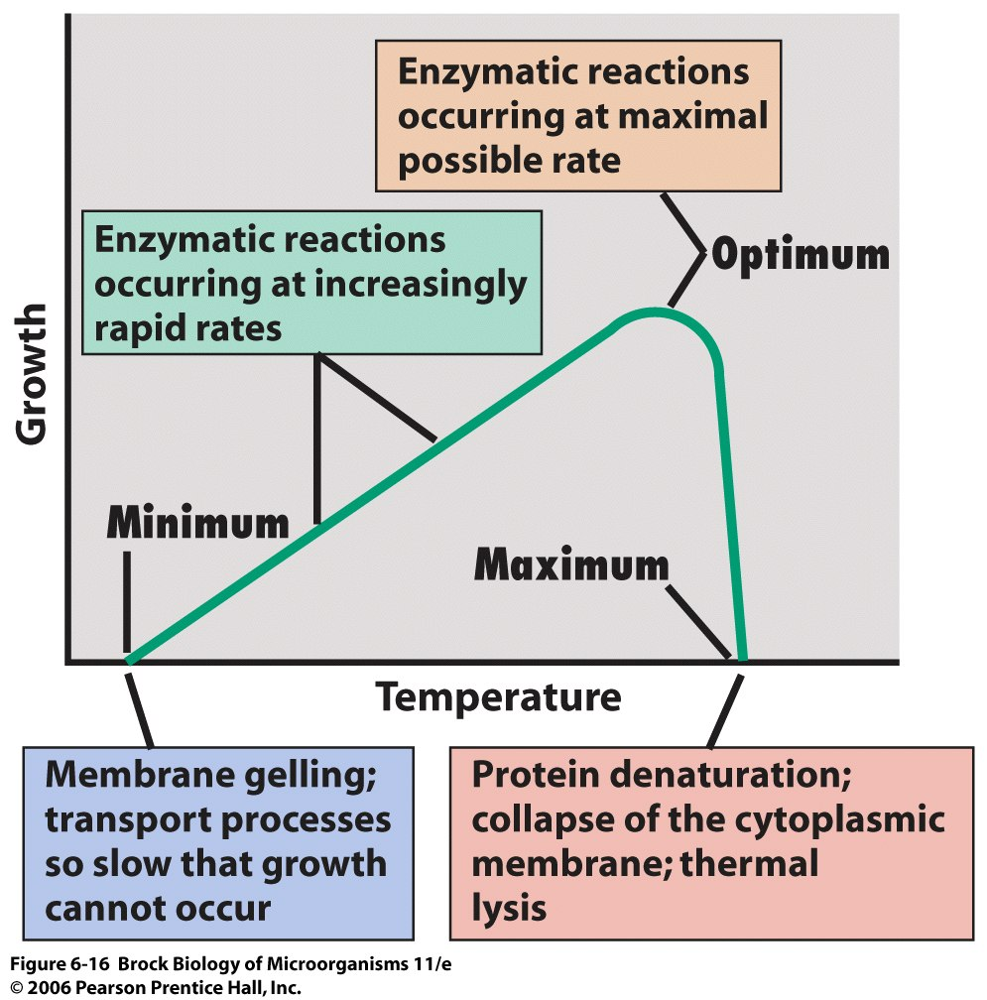 Enzymatic reactions
occurring at maximal
possible rate
Optimum
Enzymatic reactions
occurring at increasingly
rapid rates
Growth
Minimum
Maximum
Temperature
Membrane gelling;
transport processes
so slow that growth
cannot occur
Protein denaturation;
collapse of the cytoplasmic
membrane; thermal
lysis
Figure 6-16 Brock Biology of Microorganisms 11/e
© 2006 Pearson Prentice Hall, Inc.